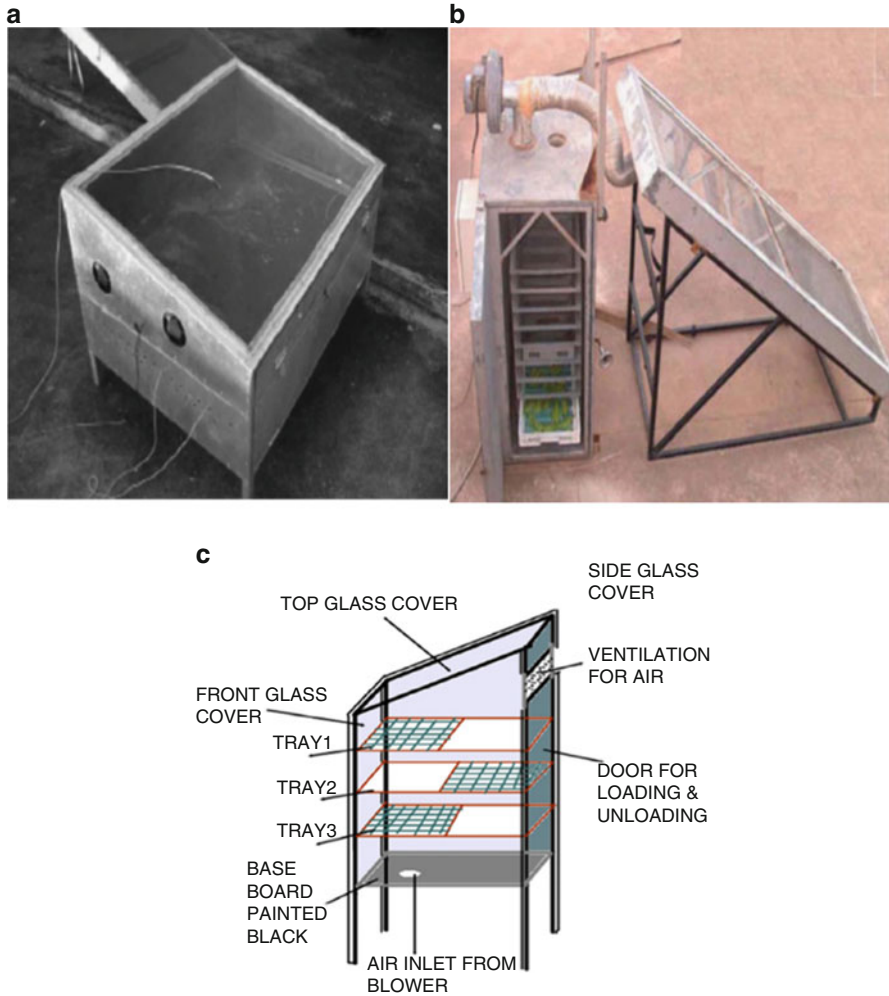 a
b
c
SIDE GLASS
COVER
TOP GLASS COVER
VENTILATION
FOR AIR
FRONT GLASS
COVER
TRAY1
TRAY2
DOOR FOR
LOADING &
UNLOADING
TRAY3
BASE
BOARD
PAINTED
BLACK
AIR INLET FROM
BLOWER